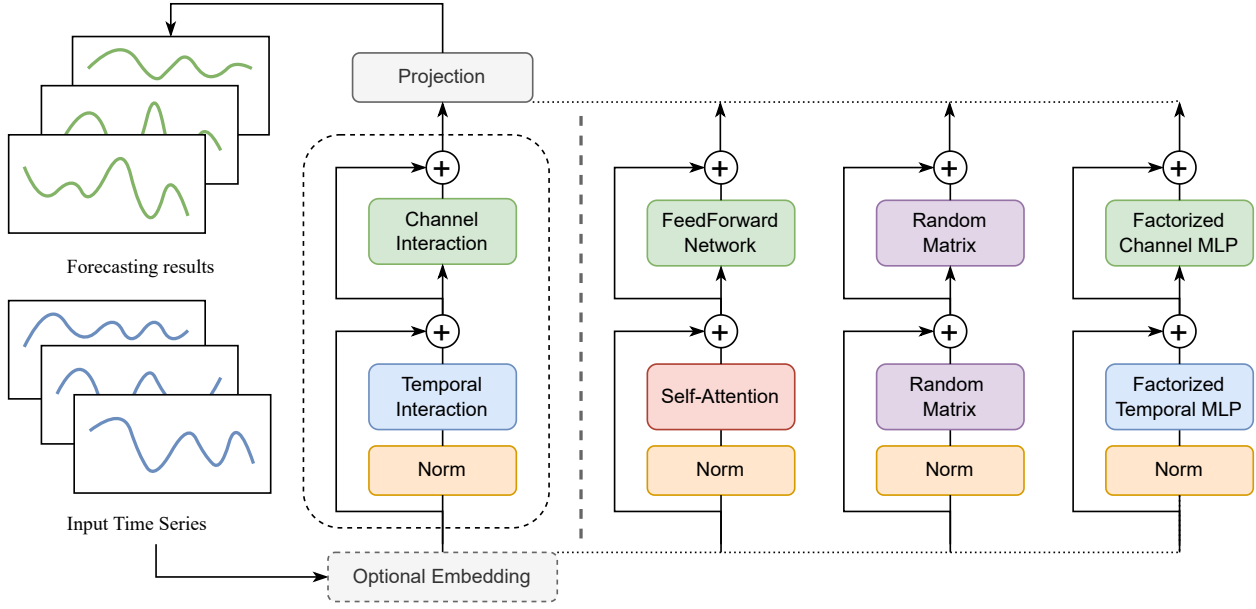 Projection
Forecasting results
Channel
Interaction
Temporal
Interaction
Norm
FeedForward
Network
Self-Attention
Norm
Random
Matrix
Random
Matrix
Norm
Factorized
Channel MLP
Factorized
Temporal MLP
Norm
Input Time Series
Optional Embedding